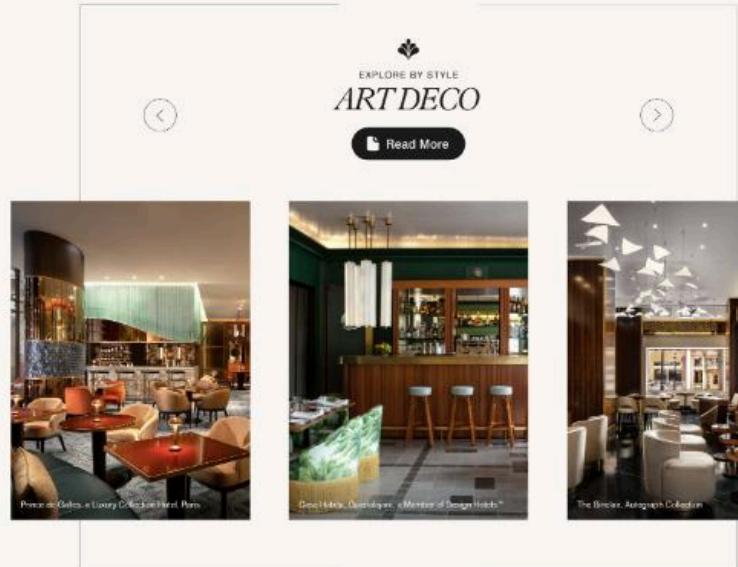 EXPLORE BY STYLE
ART DECO
Read More
Prince de Galles, a Luxury Collection Hotel, Paris
Casa Habita, Guadalajara, a Member of Design Hotels™
The Sinclair, Autograph Collection